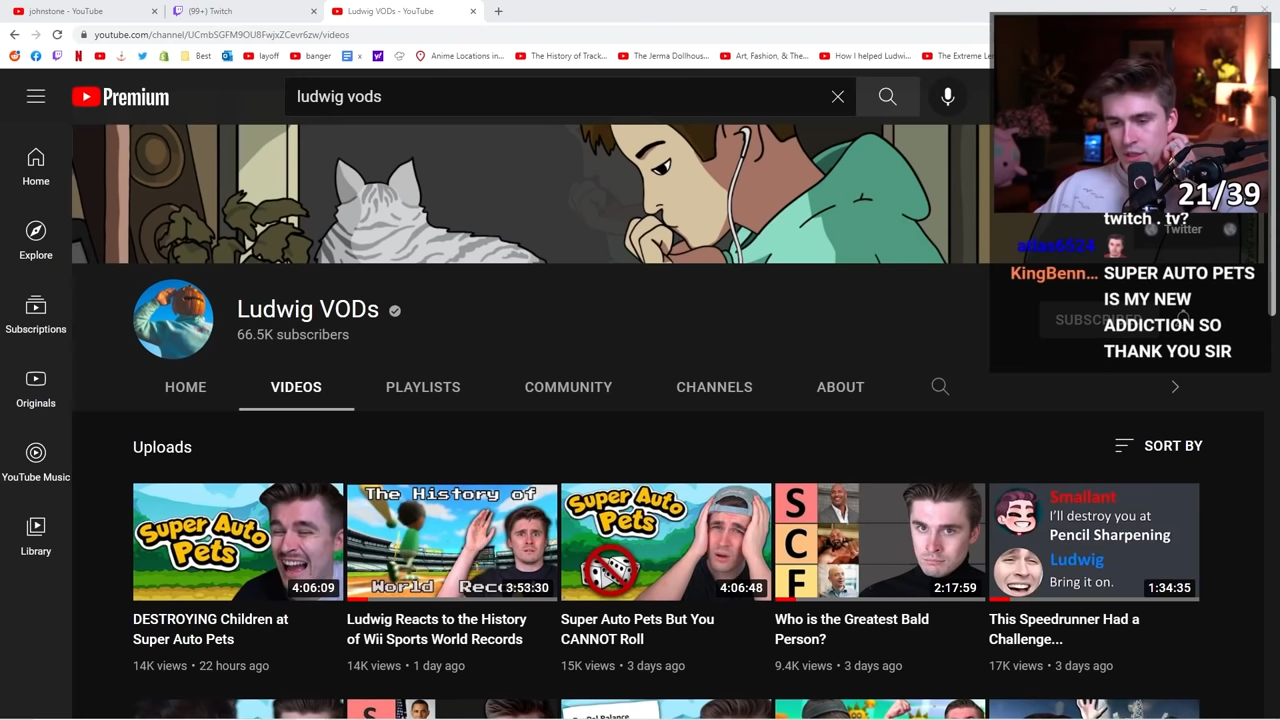 johnstone - YouTube
(99+) Twitch
Ludwig VODs - YouTube
youtube.com/channel/UCmbSGFM9OU8FwjxZCevr6zw/videos
Best
layoff
banger
x
Anime Locations in...
The History of Track...
The Jerma Dollhous...
Art, Fashion, & The...
How I helped Ludwi...
The Extreme Le
Premium
ludwig vods
21/39
twitch . tv?
Twitter
atlas6524
KingBenn... SUPER AUTO PETS
IS MY NEW
ADDICTION SO
THANK YOU SIR
SUBSCRIBED
Home
Explore
Subscriptions
Originals
YouTube Music
Library
Ludwig VODs
66.5K subscribers
HOME
VIDEOS
PLAYLISTS
COMMUNITY
CHANNELS
ABOUT
Uploads
SORT BY
Super Auto
Pets
4:06:09
DESTROYING Children at
Super Auto Pets
14K views • 22 hours ago
The History of
World Rec
3:53:30
Ludwig Reacts to the History
of Wii Sports World Records
14K views • 1 day ago
Super Auto
Pets
4:06:48
Super Auto Pets But You
CANNOT Roll
15K views • 3 days ago
S
C
F
2:17:59
Who is the Greatest Bald
Person?
9.4K views • 3 days ago
Smallant
I'll destroy you at
Pencil Sharpening
Ludwig
Bring it on.
1:34:35
This Speedrunner Had a
Challenge...
17K views • 3 days ago
S